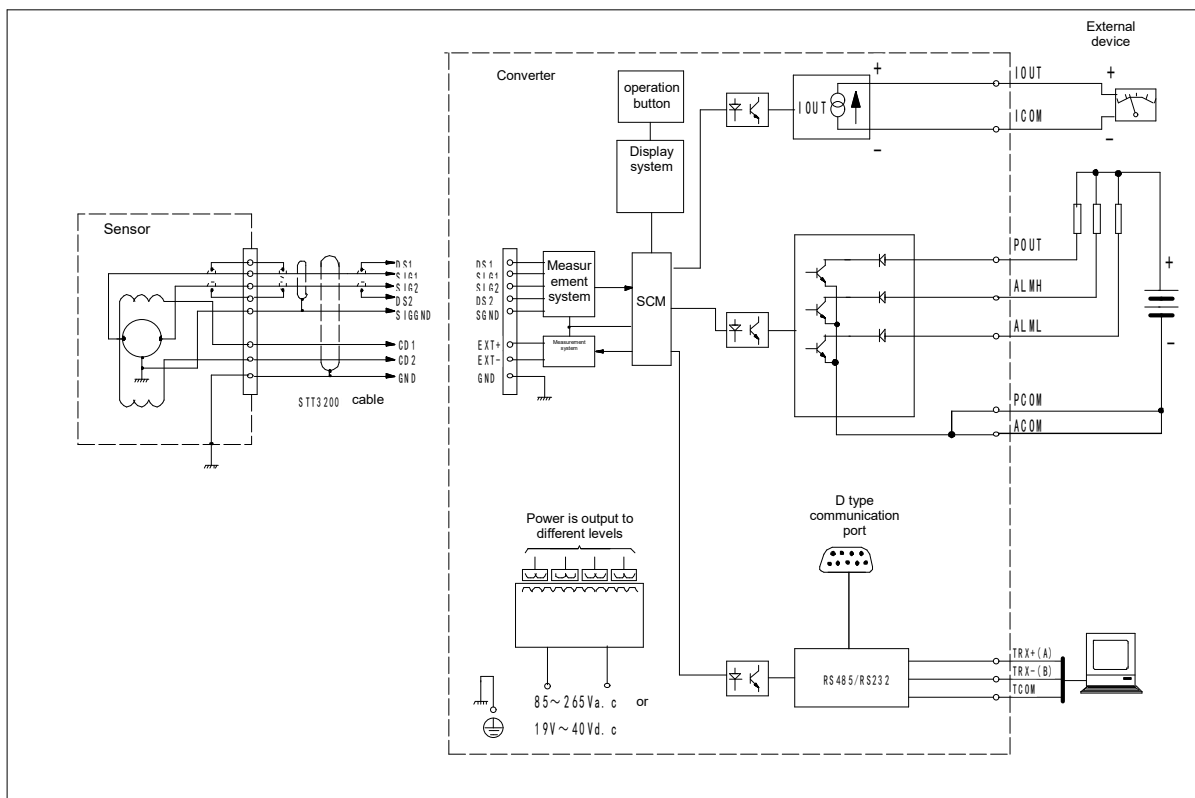 External
device
Converter
operation
button
Display
system
IOUT
+
-
IOUT
ICOM
+
-
Sensor
DS1
SIG1
SIG2
DS2
SIGGND
CD1
CD2
GND
STT3200 cable
DS1
SIG1
SIG2
DS2
SGND
EXT+
EXT-
GND
Measur
ement
system
Measurement
system
SCM
POUT
ALMH
ALML
PCOM
ACOM
+
-
Power is output to
different levels
85～265Va.c or
19V～40Vd.c
D type
communication
port
RS485/RS232
TRX+(A)
TRX-(B)
TCOM